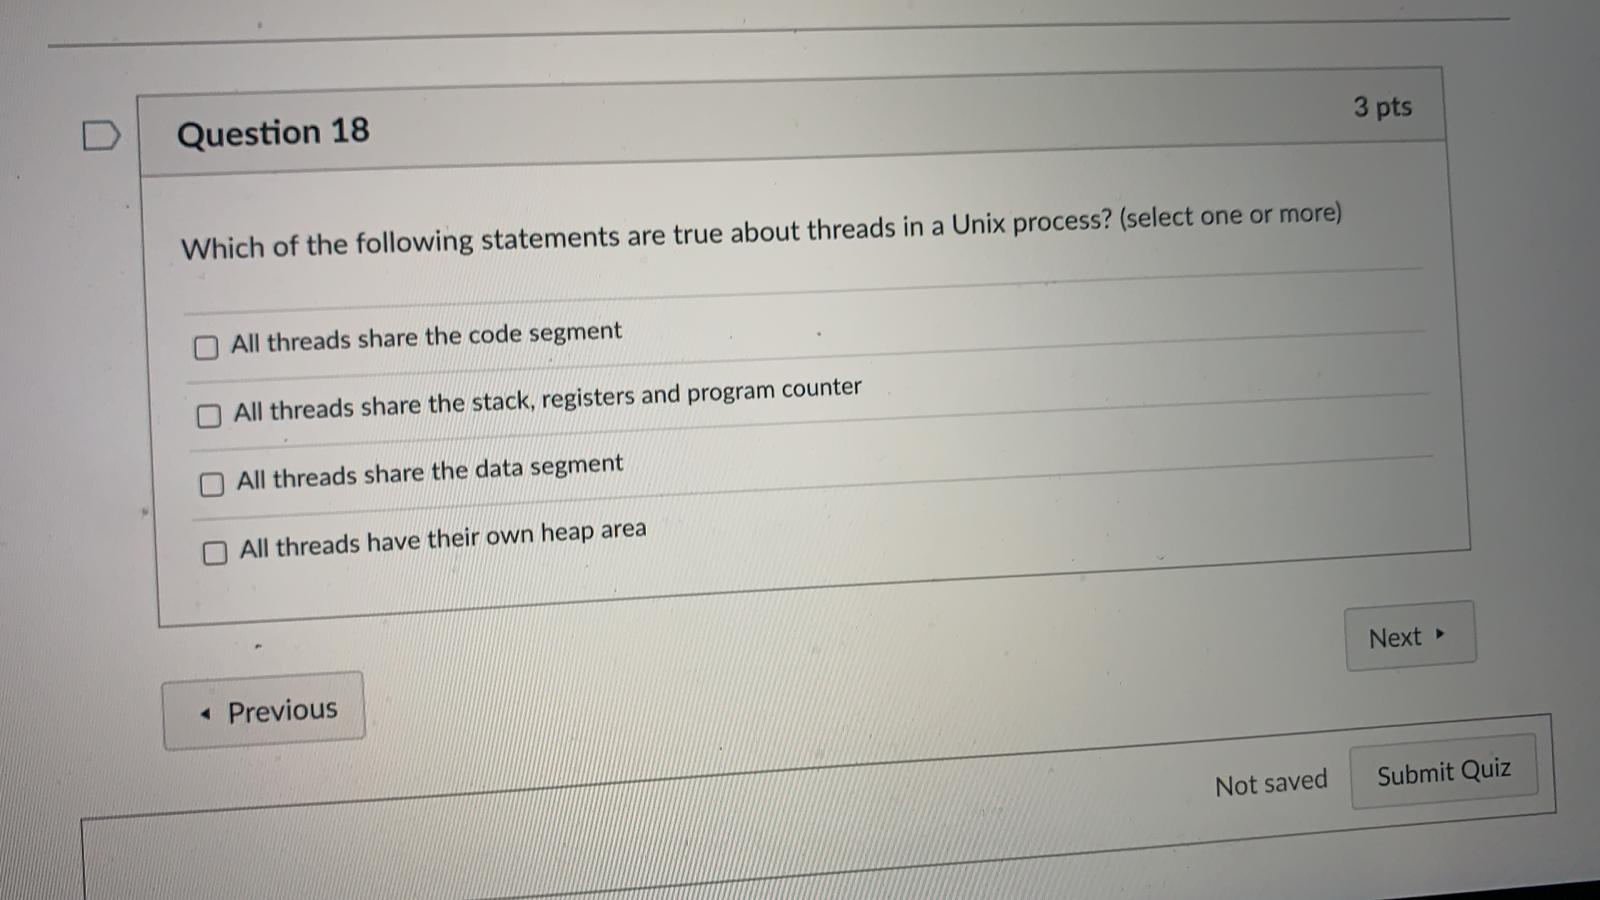 Question 18
3 pts
Which of the following statements are true about threads in a Unix process? (select one or more)
All threads share the code segment
All threads share the stack, registers and program counter
All threads share the data segment
All threads have their own heap area
Next
Previous
Not saved
Submit Quiz